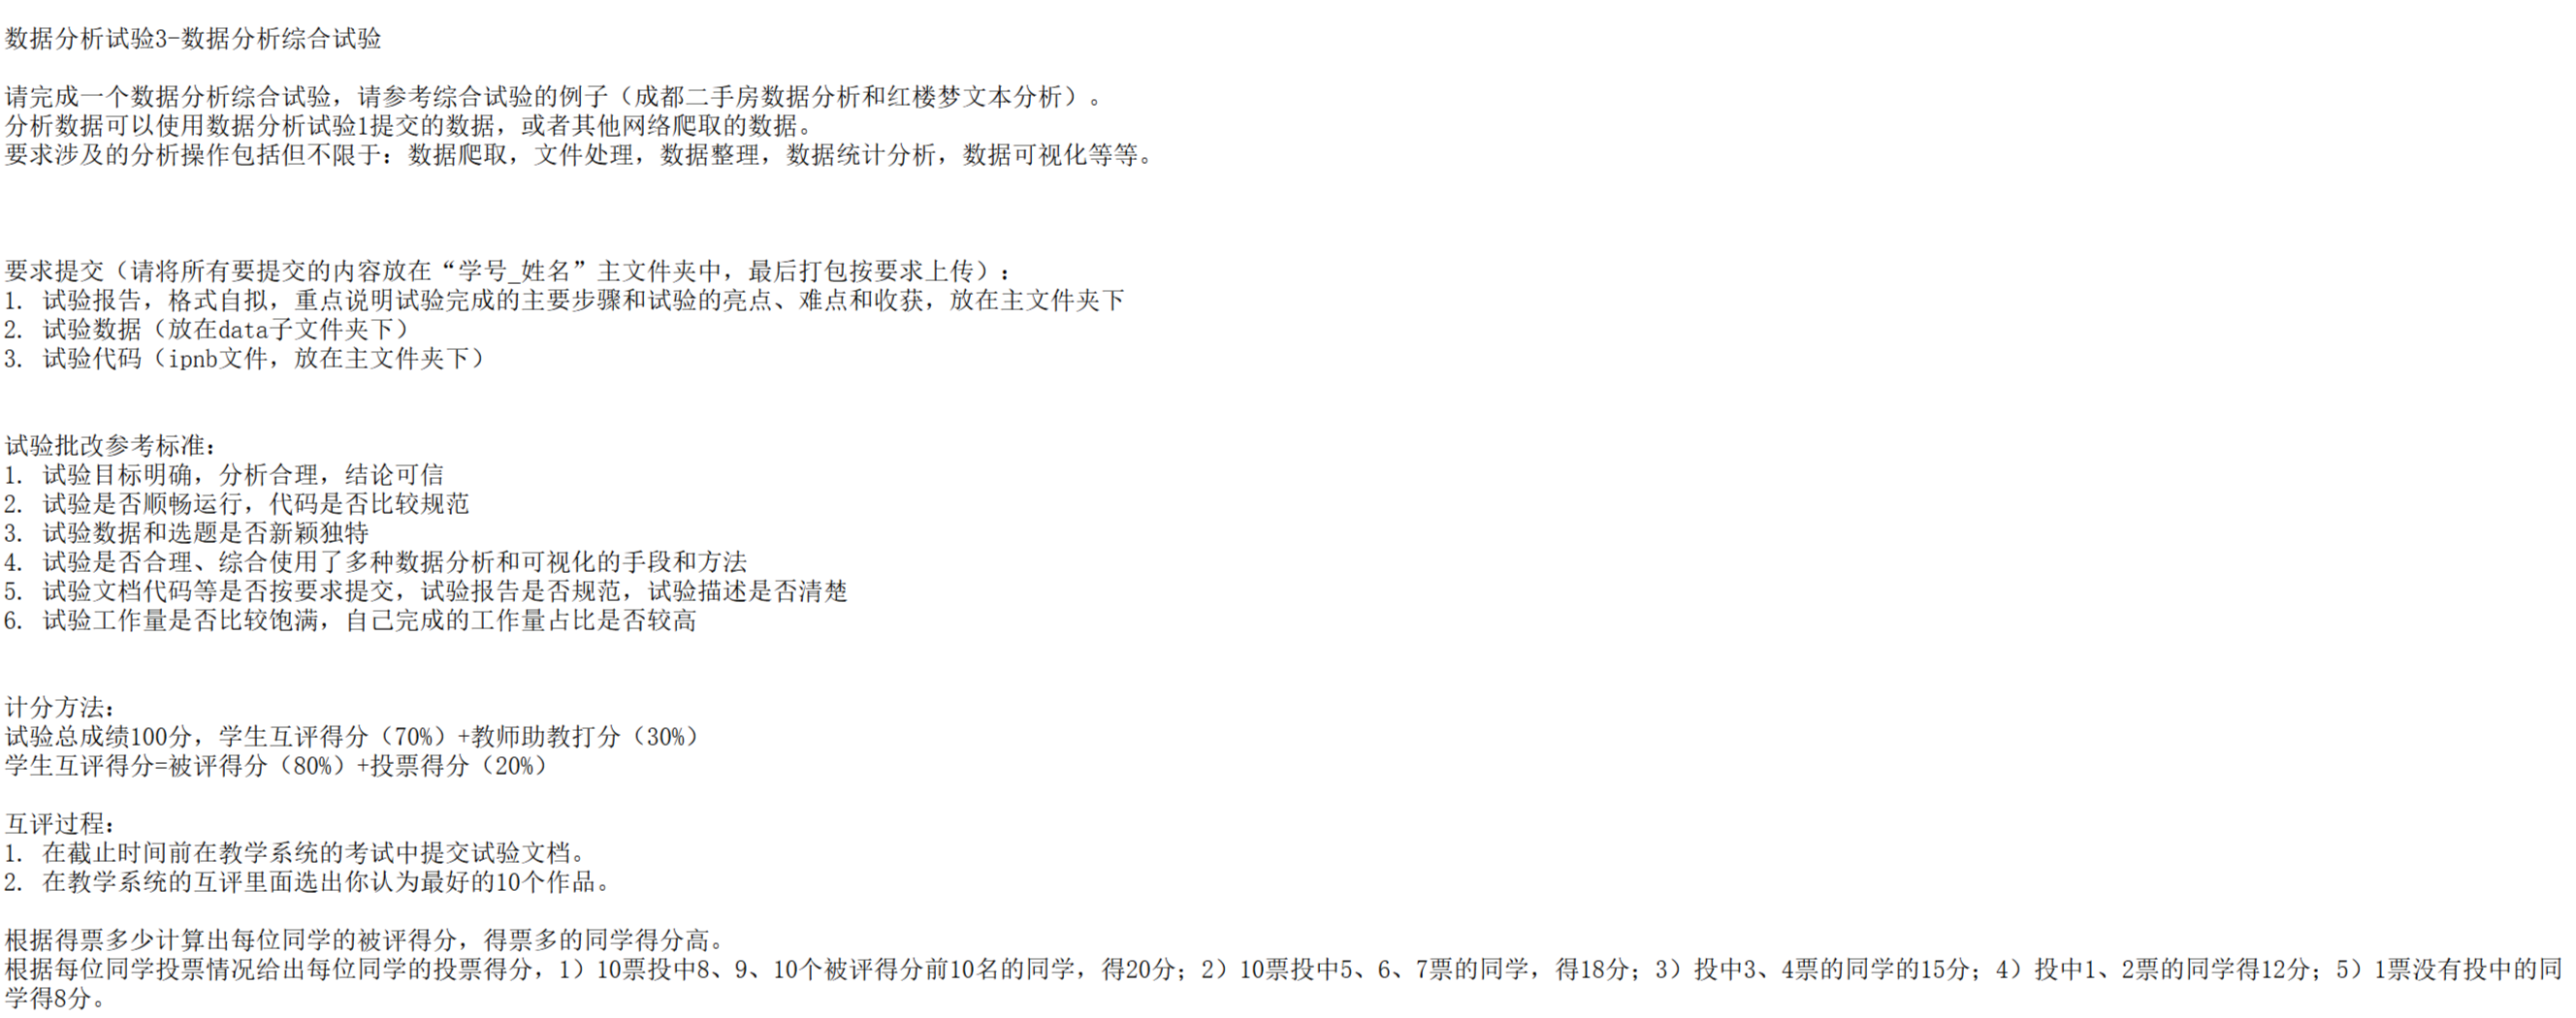 数据分析试验3-数据分析综合试验
请完成一个数据分析综合试验，请参考综合试验的例子（成都二手房数据分析和红楼梦文本分析）。
分析数据可以使用数据分析试验1提交的数据，或者其他网络爬取的数据。
要求涉及的分析操作包括但不限于：数据爬取，文件处理，数据整理，数据统计分析，数据可视化等等。
要求提交（请将所有要提交的内容放在“学号_姓名”主文件夹中，最后打包按要求上传）：
1. 试验报告，格式自拟，重点说明试验完成的主要步骤和试验的亮点、难点和收获，放在主文件夹下
2. 试验数据（放在data子文件夹下）
3. 试验代码（ipnb文件，放在主文件夹下）
试验批改参考标准：
1. 试验目标明确，分析合理，结论可信
2. 试验是否顺畅运行，代码是否比较规范
3. 试验数据和选题是否新颖独特
4. 试验是否合理、综合使用了多种数据分析和可视化的手段和方法
5. 试验文档代码等是否按要求提交，试验报告是否规范，试验描述是否清楚
6. 试验工作量是否比较饱满，自己完成的工作量占比是否较高
计分方法：
试验总成绩100分，学生互评得分（70%）+教师助教打分（30%）
学生互评得分=被评得分（80%）+投票得分（20%）
互评过程：
1. 在截止时间前在教学系统的考试中提交试验文档。
2. 在教学系统的互评里面选出你认为最好的10个作品。
根据得票多少计算出每位同学的被评得分，得票多的同学得分高。
根据每位同学投票情况给出每位同学的投票得分，1）10票投中8、9、10个被评得分前10名的同学，得20分；2）10票投中5、6、7票的同学，得18分；3）投中3、4票的同学的15分；4）投中1、2票的同学得12分；5）1票没有投中的同
学得8分。